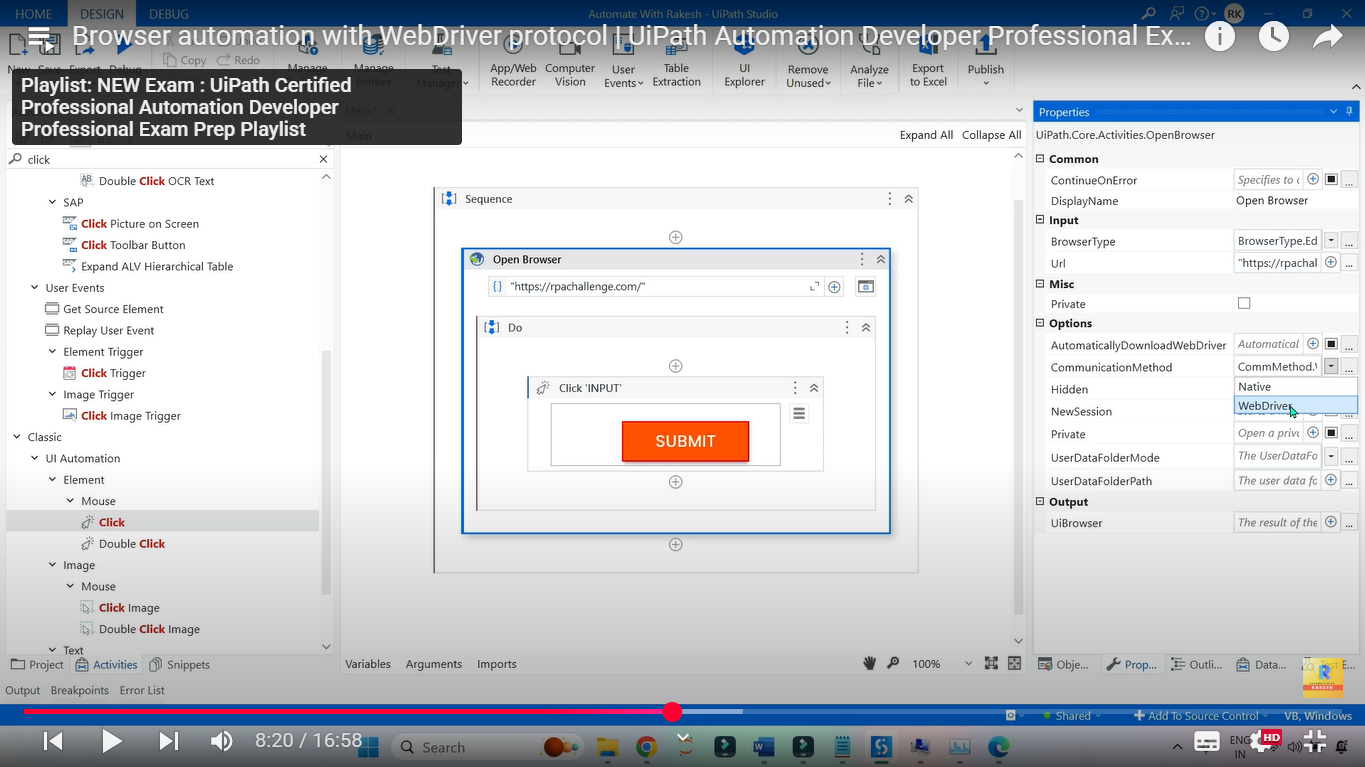 HOME DESIGN DEBUG Automate With Rakesh - UiPath Studio RK
Browser automation with WebDriver protocol | UiPath Automation Developer Professional Ex...
New Save Export Debug
Copy Redo
Manage
Manage
Entities
Test
Manager
App/Web
Recorder
Computer
Vision
User
Events
Table
Extraction
UI
Explorer
Remove
Unused
Analyze
File
Export
to Excel
Publish
Playlist: NEW Exam : UiPath Certified
Professional Automation Developer
Professional Exam Prep Playlist
Main
Main
Expand All Collapse All
click
Double Click OCR Text
SAP
Click Picture on Screen
Click Toolbar Button
Expand ALV Hierarchical Table
User Events
Get Source Element
Replay User Event
Element Trigger
Click Trigger
Image Trigger
Click Image Trigger
Classic
UI Automation
Element
Mouse
Click
Double Click
Image
Mouse
Click Image
Double Click Image
Text
Project Activities Snippets
Output Breakpoints Error List
Sequence
Open Browser
{ } "https://rpachallenge.com/"
Do
Click 'INPUT'
SUBMIT
Variables Arguments Imports 100%
Properties
UiPath.Core.Activities.OpenBrowser
Common
ContinueOnError Specifies to c ...
DisplayName Open Browser
Input
BrowserType BrowserType.Ed ...
Url "https://rpachal ...
Misc
Private
Options
AutomaticallyDownloadWebDriver Automatical ...
CommunicationMethod CommMethod.\ ...
Hidden Native
NewSession WebDriver
Private Open a priva ...
UserDataFolderMode The UserDataFo ...
UserDataFolderPath The user data fo ...
Output
UiBrowser The result of the ...
Obje... Prop... Outli... Data... Test E...
R
RAKESH
Shared Add To Source Control VB, Windows
8:20 / 16:58
Search
ENG
IN
HD